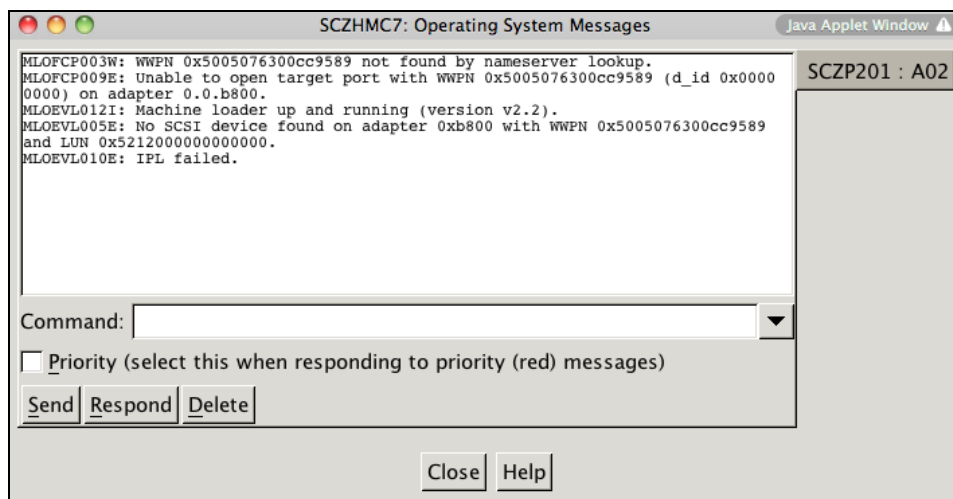 SCZHMC7: Operating System Messages
Java Applet Window
MLOFCP003W: WWPN 0x5005076300cc9589 not found by nameserver lookup.
MLOFCP009E: Unable to open target port with WWPN 0x5005076300cc9589 (d_id 0x0000
0000) on adapter 0.0.b800.
MLOEVL012I: Machine loader up and running (version v2.2).
MLOEVL005E: No SCSI device found on adapter 0xb800 with WWPN 0x5005076300cc9589
and LUN 0x5212000000000000.
MLOEVL010E: IPL failed.
SCZP201 : A02
Command:
Priority (select this when responding to priority (red) messages)
Send Respond Delete
Close Help